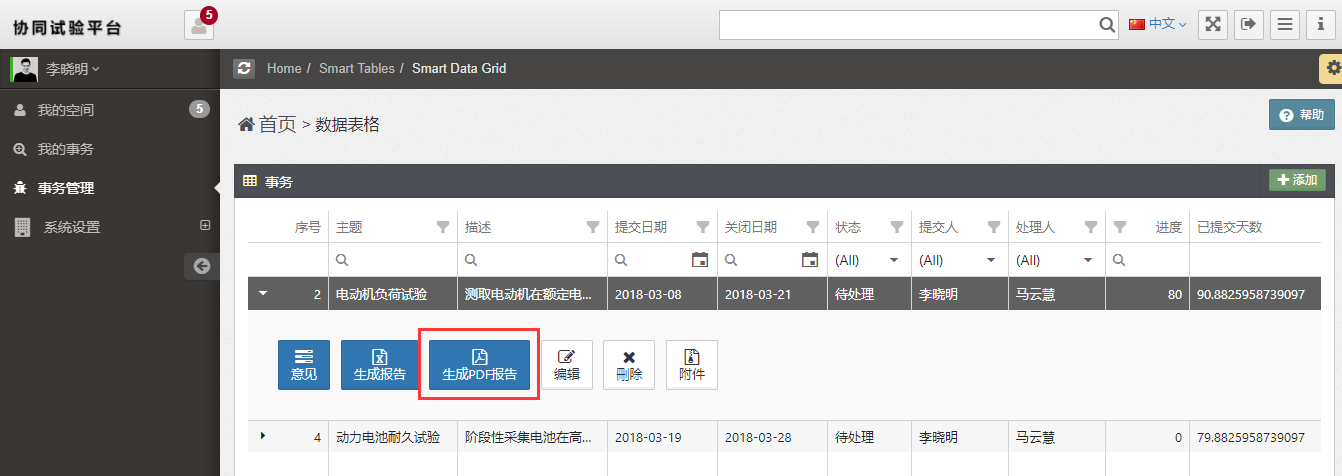 协同试验平台
5
中文
李晓明
Home / Smart Tables / Smart Data Grid
我的空间 5
我的事务
事务管理
系统设置
首页 > 数据表格
帮助
事务
添加
序号 主题 描述 提交日期 关闭日期 状态 提交人 处理人 进度 已提交天数
(All) (All) (All)
2 电动机负荷试验 测取电动机在额定电... 2018-03-08 2018-03-21 待处理 李晓明 马云慧 80 90.8825958739097
意见 生成报告 生成PDF报告 编辑 刪除 附件
4 动力电池耐久试验 阶段性采集电池在高... 2018-03-19 2018-03-28 待处理 李晓明 马云慧 0 79.8825958739097